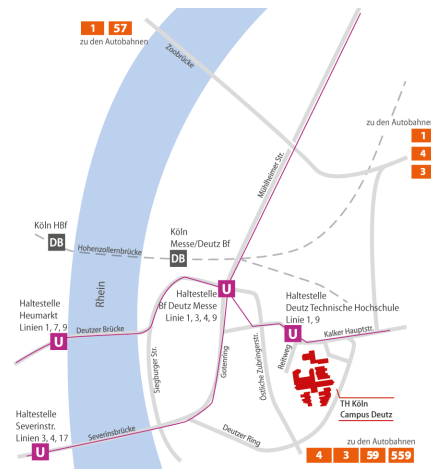 1 57
zu den Autobahnen
Zoobrücke
zu den Autobahnen
1
4
3
Mülheimer Str.
Köln HBf
DB
Hohenzollernbrücke
Köln
Messe/Deutz Bf
DB
Rhein
Haltestelle
Bf Deutz Messe
Linie 1, 3, 4, 9
U
Haltestelle
Deutz Technische Hochschule
Linie 1, 9
U
Haltestelle
Heumarkt
Linien 1, 7, 9
U
Deutzer Brücke
Kalker Hauptstr.
Siegburger Str.
Gotenring
Östliche Zubringerstr.
Reitweg
TH Köln
Campus Deutz
Haltestelle
Severinstr.
Linien 3, 4, 17
U
Severinsbrücke
Deutzer Ring
zu den Autobahnen
4 3 59 559